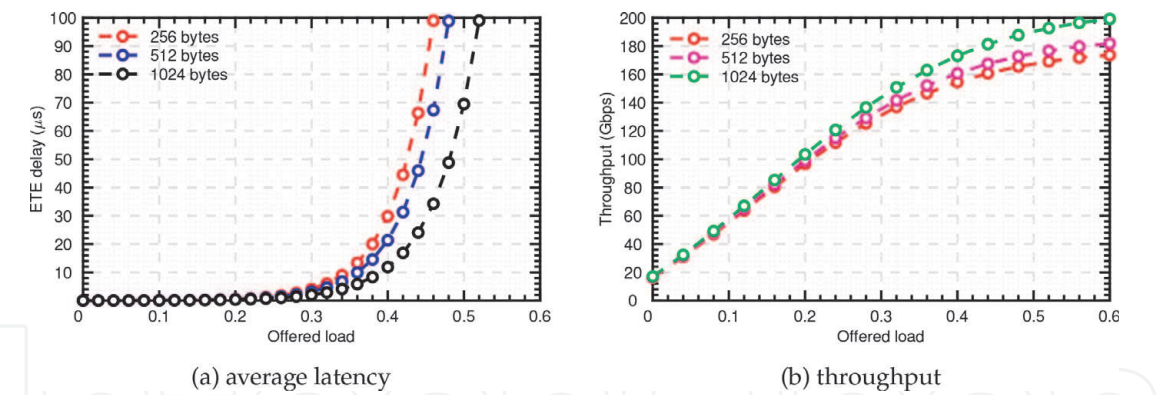 100
90
80
70
60
50
40
30
20
10
0 0.1 0.2 0.3 0.4 0.5 0.6
ETE delay (μs)
Offered load
256 bytes
512 bytes
1024 bytes
(a) average latency
200
180
160
140
120
100
80
60
40
20
0
0 0.1 0.2 0.3 0.4 0.5 0.6
Throughput (Gbps)
Offered load
256 bytes
512 bytes
1024 bytes
(b) throughput